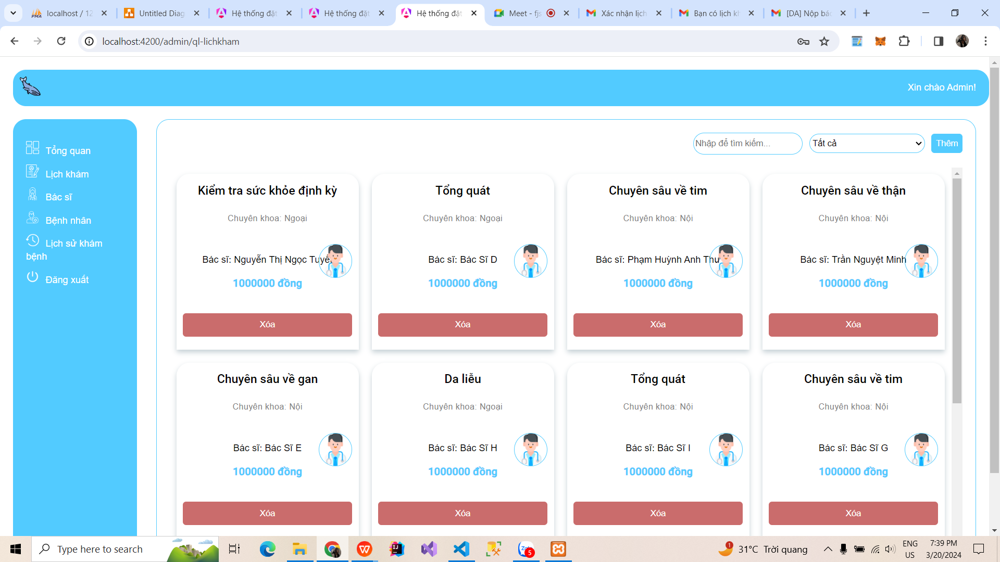 localhost / 12
Untitled Diag
Hệ thống đặt
Hệ thống đặt
Hệ thống đặt
Meet - fjs
Xác nhận lịch
Bạn có lịch kh
[DA] Nộp báo
localhost:4200/admin/ql-lichkham
Xin chào Admin!
Tổng quan
Lịch khám
Bác sĩ
Bệnh nhân
Lịch sử khám
bệnh
Đăng xuất
Nhập để tìm kiếm...
Tất cả
Thêm
Kiểm tra sức khỏe định kỳ
Chuyên khoa: Ngoại
Bác sĩ: Nguyễn Thị Ngọc Tuyết
1000000 đồng
Xóa
Tổng quát
Chuyên khoa: Ngoại
Bác sĩ: Bác Sĩ D
1000000 đồng
Xóa
Chuyên sâu về tim
Chuyên khoa: Nội
Bác sĩ: Phạm Huỳnh Anh Thư
1000000 đồng
Xóa
Chuyên sâu về thận
Chuyên khoa: Nội
Bác sĩ: Trần Nguyệt Minh
1000000 đồng
Xóa
Chuyên sâu về gan
Chuyên khoa: Nội
Bác sĩ: Bác Sĩ E
1000000 đồng
Xóa
Da liễu
Chuyên khoa: Ngoại
Bác sĩ: Bác Sĩ H
1000000 đồng
Xóa
Tổng quát
Chuyên khoa: Nội
Bác sĩ: Bác Sĩ I
1000000 đồng
Xóa
Chuyên sâu về tim
Chuyên khoa: Nội
Bác sĩ: Bác Sĩ G
1000000 đồng
Xóa
Type here to search
5
1
31°C Trời quang
ENG
US
7:39 PM
3/20/2024